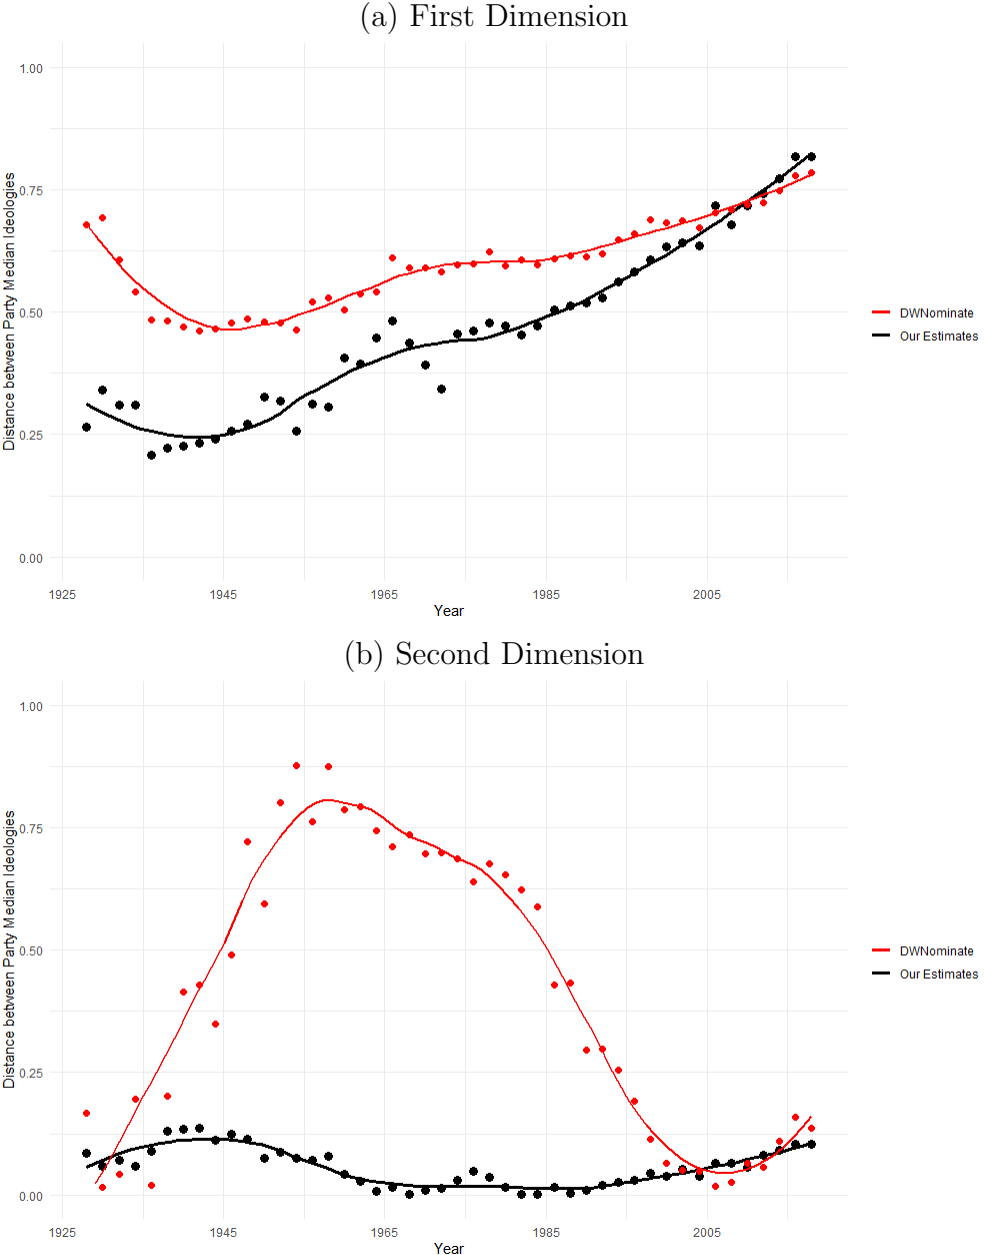 (a) First Dimension
Distance between Party Median Ideologies
1.00
0.75
0.50
0.25
0.00
1925 1945 1965 1985 2005
Year
DWNominate
Our Estimates
(b) Second Dimension
Distance between Party Median Ideologies
1.00
0.75
0.50
0.25
0.00
1925 1945 1965 1985 2005
Year
DWNominate
Our Estimates